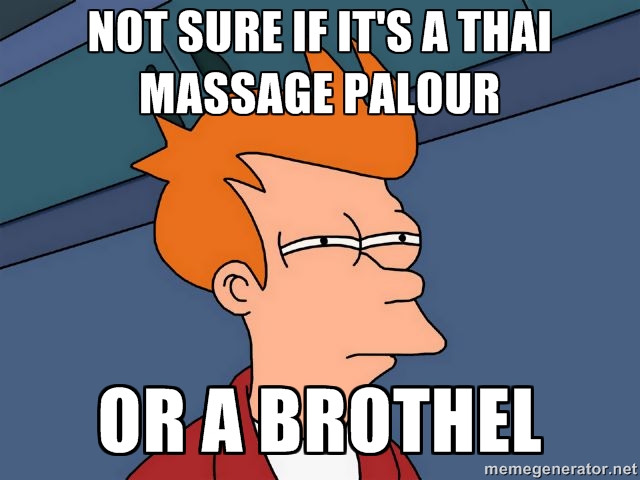 NOT SURE IF IT'S A THAI
MASSAGE PALOUR
OR A BROTHEL
memegenerator.net